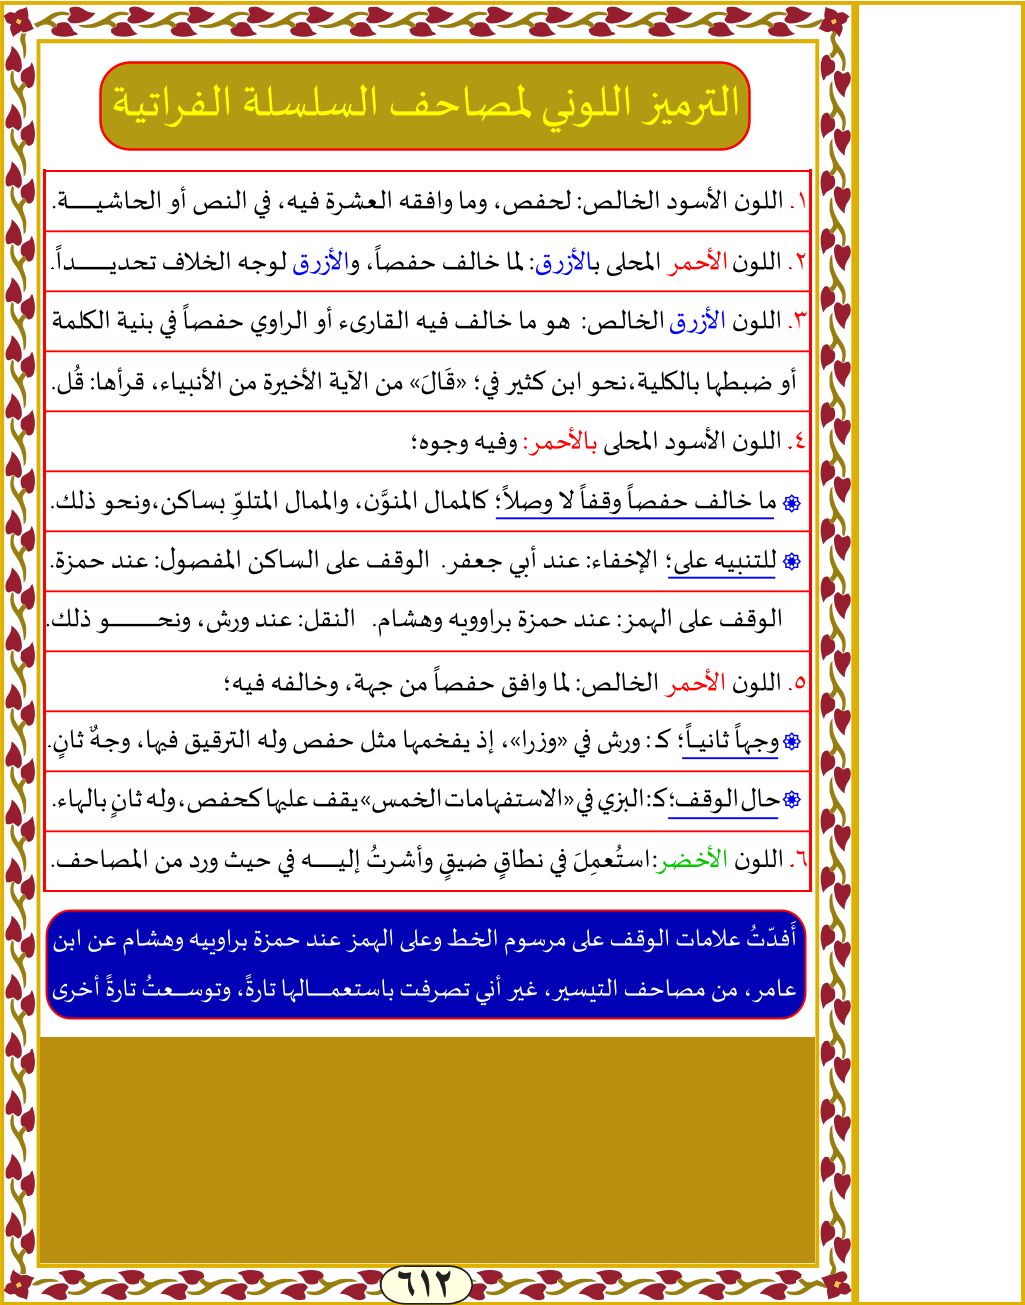 الترميز اللوني لمصاحف السلسلة الفراتية
١. اللون الأسود الخالص: لحفص، وما وافقه العشرة فيه، في النص أو الحاشيـــة.
٢. اللون الأحمر المحلى بالأزرق: لما خالف حفصاً، والأزرق لوجه الخلاف تحديـــداً.
٣. اللون الأزرق الخالص: هو ما خالف فيه القارىء أو الراوي حفصاً في بنية الكلمة
أو ضبطها بالكلية، نحو ابن كثير في؛ «قَالَ» من الآية الأخيرة من الأنبياء، قرأها: قُل.
٤. اللون الأسود المحلى بالأحمر: وفيه وجوه؛
۞ ما خالف حفصاً وقفاً لا وصلاً؛ كالممال المنوَّن، والممال المتلوِّ بساكن، ونحو ذلك.
۞ للتنبيه على؛ الإخفاء: عند أبي جعفر. الوقف على الساكن المفصول: عند حمزة.
الوقف على الهمز: عند حمزة براوويه وهشام. النقل: عند ورش، ونحـــو ذلك.
٥. اللون الأحمر الخالص: لما وافق حفصاً من جهة، وخالفه فيه؛
۞ وجهاً ثانيـاً؛ كـ: ورش في «وزرا»، إذ يفخمها مثل حفص وله الترقيق فيها، وجهٌ ثانٍ.
۞ حال الوقف؛ كـ: البزي في «الاستفهامات الخمس» يقف عليها كحفص، وله ثانٍ بالهاء.
٦. اللون الأخضر: استُعمِلَ في نطاقٍ ضيقٍ وأشرتُ إليـــه في حيث ورد من المصاحف.
أَفدّتُ علامات الوقف على مرسوم الخط وعلى الهمز عند حمزة براوييه وهشام عن ابن
عامر، من مصاحف التيسير، غير أني تصرفت باستعمـــالها تارةً، وتوســعتُ تارةً أخرى
٦١٢